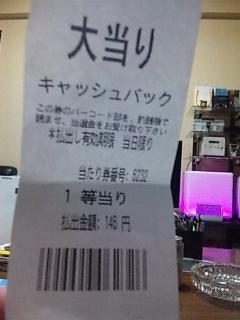 大当り
キャッシュバック
この券のバーコード部を、釣銭機で
読ませ、当選金をお受け取り下さい
*払出し有効期限 当日限り
当たり券番号: 6232
1 等当り
払出金額: 146 円